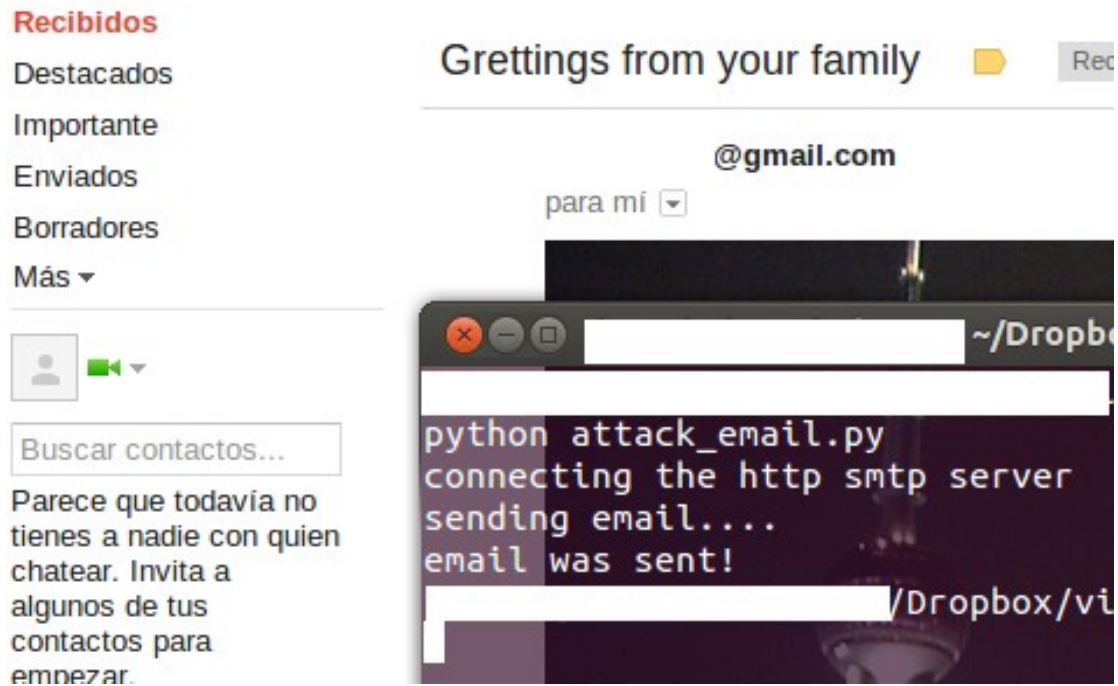 Recibidos
Destacados
Importante
Enviados
Borradores
Más
Buscar contactos...
Parece que todavía no
tienes a nadie con quien
chatear. Invita a
algunos de tus
contactos para
empezar.
Grettings from your family
@gmail.com
para mí
python attack_email.py
connecting the http smtp server
sending email....
email was sent!
/Dropbox/vi